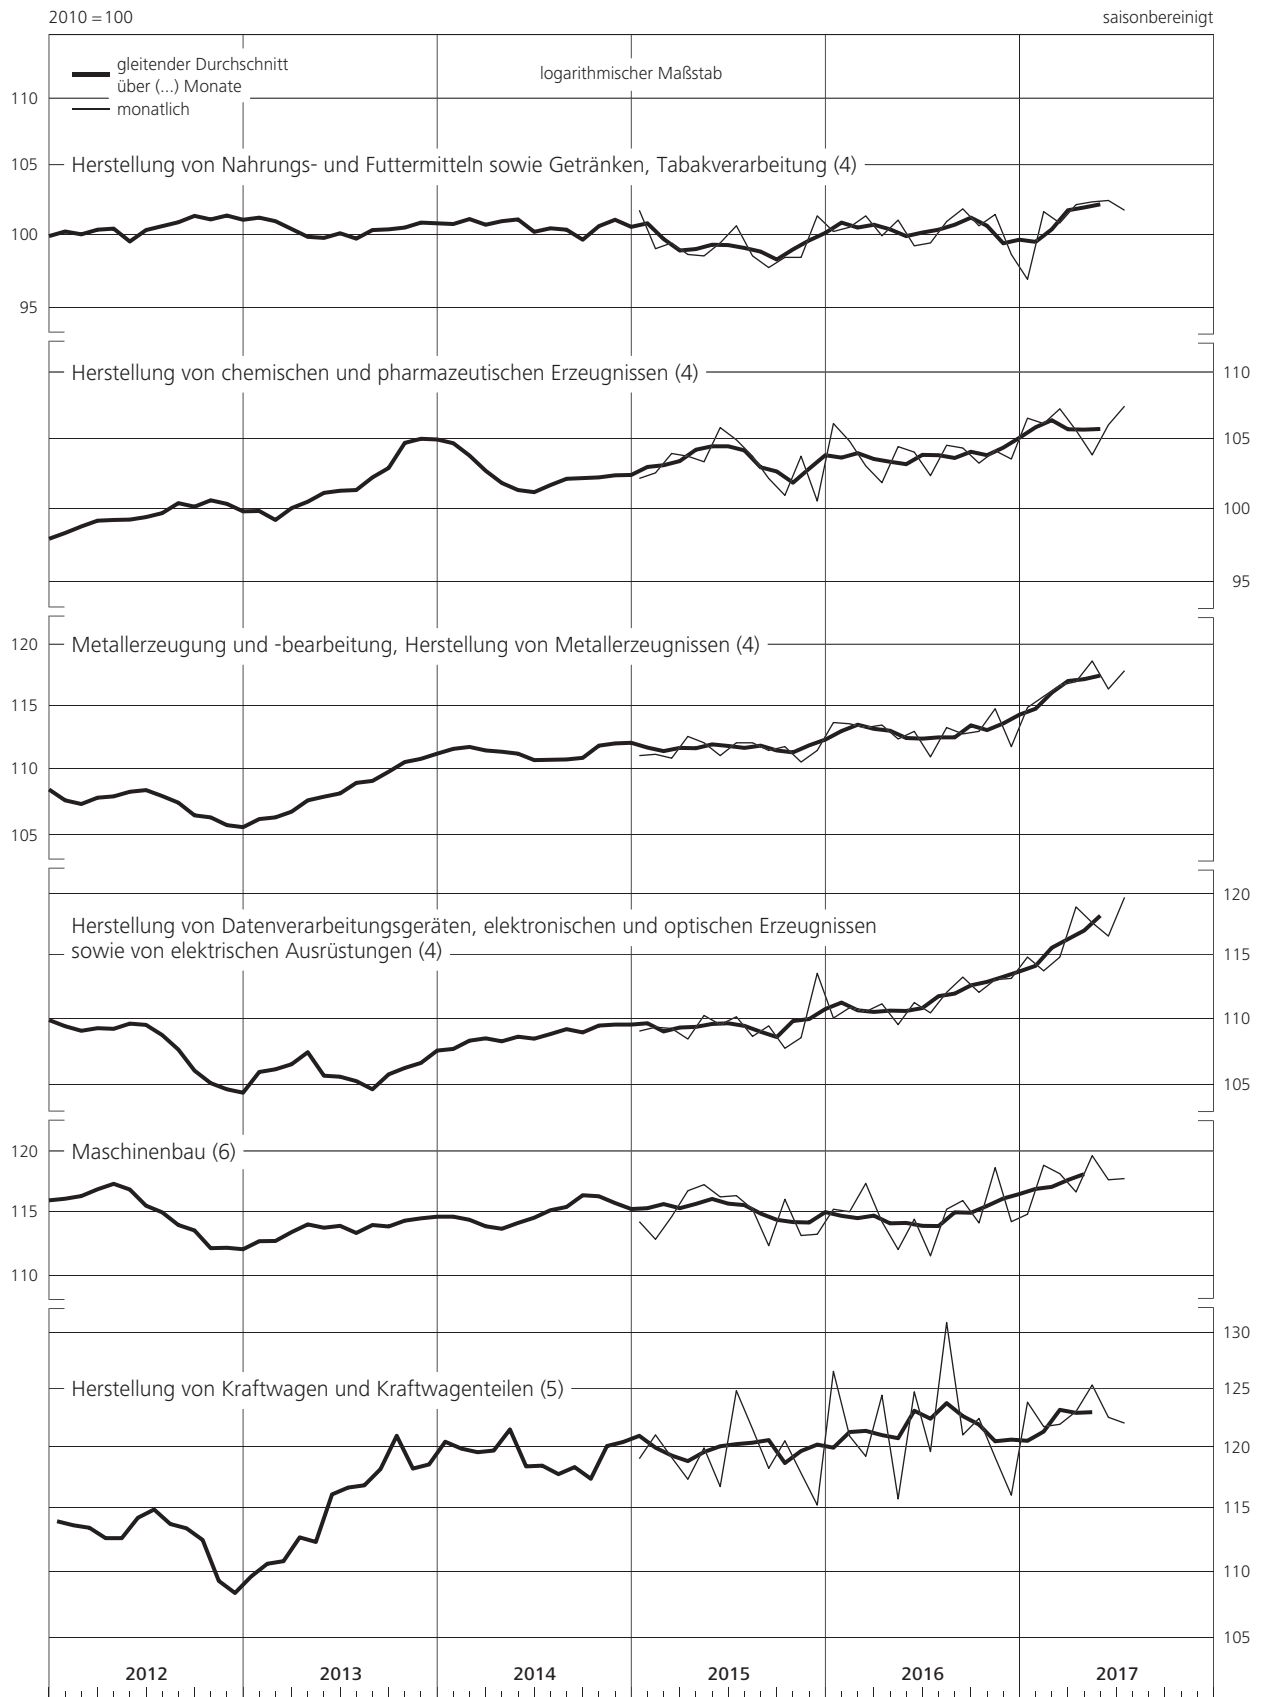 2010 = 100
saisonbereinigt
gleitender Durchschnitt
über (...) Monate
monatlich
logarithmischer Maßstab
110
105
Herstellung von Nahrungs- und Futtermitteln sowie Getränken, Tabakverarbeitung (4)
100
95
Herstellung von chemischen und pharmazeutischen Erzeugnissen (4)
110
105
100
95
120
Metallerzeugung und -bearbeitung, Herstellung von Metallerzeugnissen (4)
115
110
105
120
Herstellung von Datenverarbeitungsgeräten, elektronischen und optischen Erzeugnissen
sowie von elektrischen Ausrüstungen (4)
115
110
105
120
Maschinenbau (6)
115
110
130
Herstellung von Kraftwagen und Kraftwagenteilen (5)
125
120
115
110
105
2012 2013 2014 2015 2016 2017